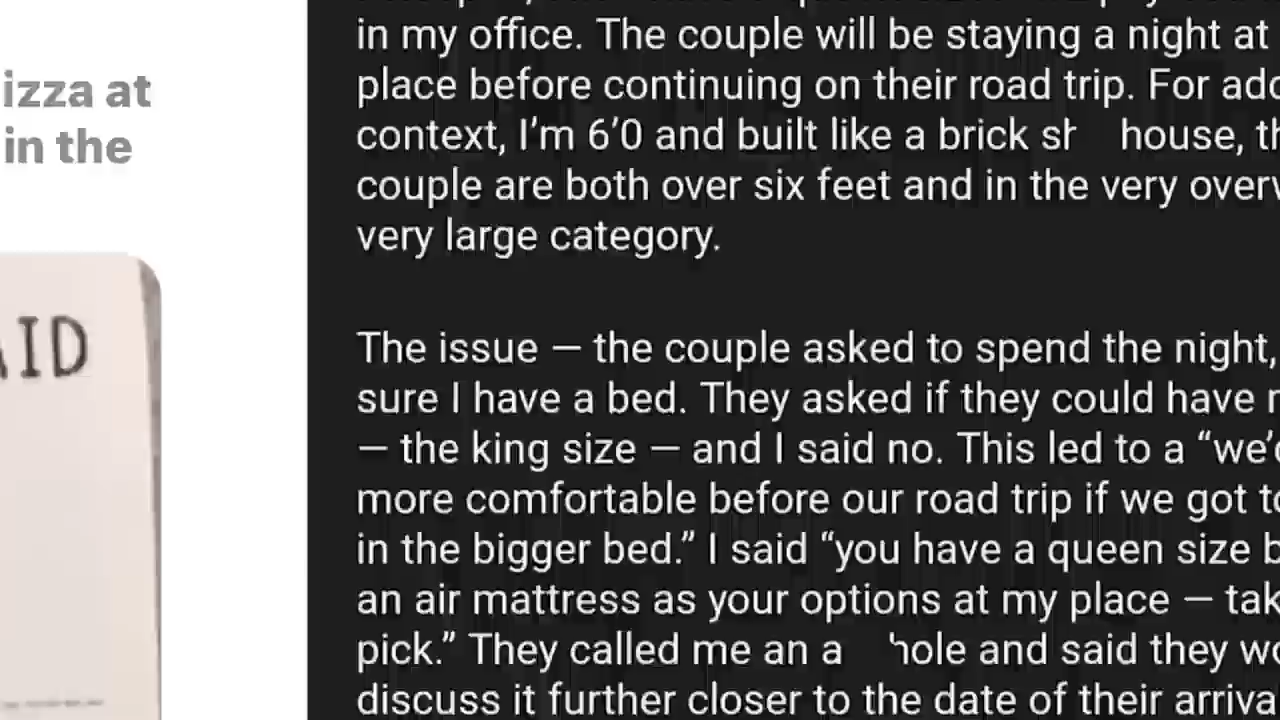 izza at
in the
AID
in my office. The couple will be staying a night at
place before continuing on their road trip. For
context, I'm 6'0 and built like a brick sh house,
couple are both over six feet and in the very
very large category.
The issue — the couple asked to spend the night,
sure I have a bed. They asked if they could have
— the king size — and I said no. This led to a
more comfortable before our road trip if we got
in the bigger bed." I said "you have a queen size
an air mattress as your options at my place —
pick." They called me an a hole and said they
discuss it further closer to the date of their